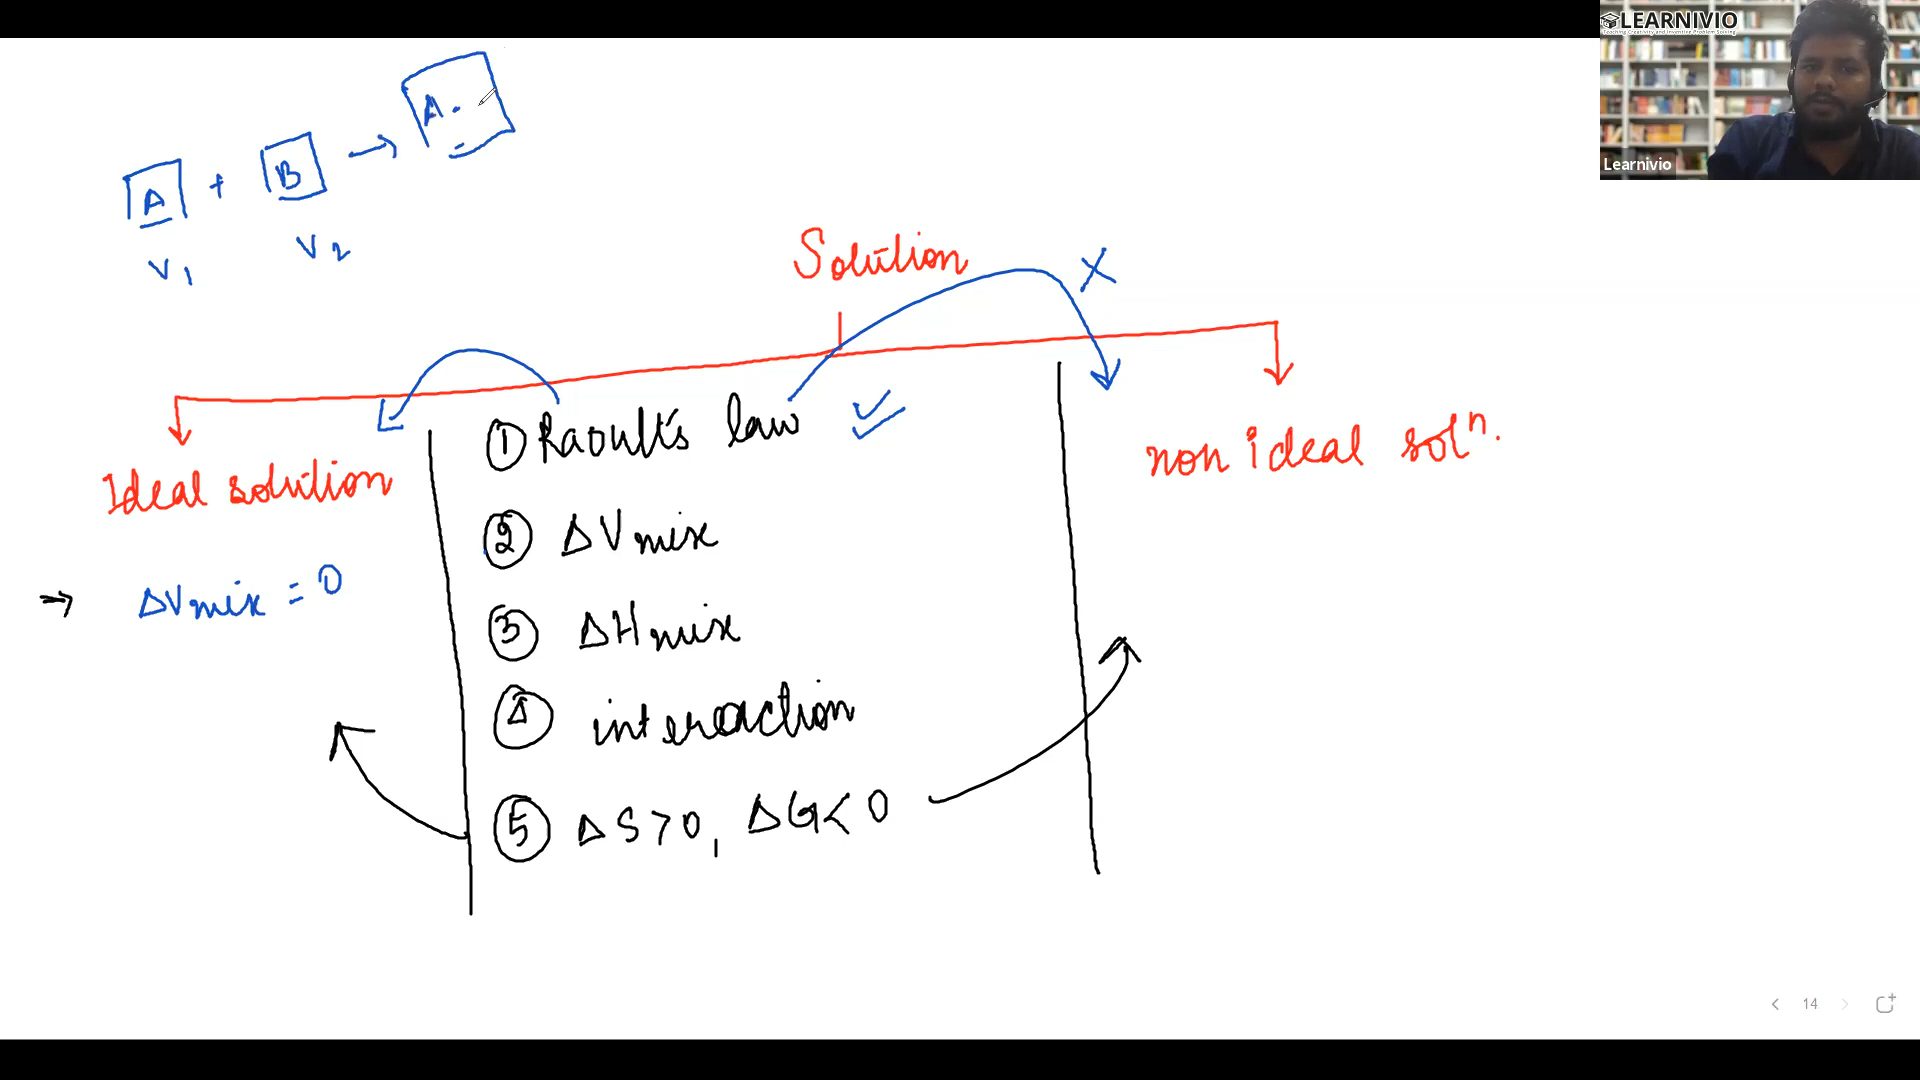 LEARNIVIO
Learnivio
A + B → A .
V1 V2
Solution X
Ideal solution
non ideal solⁿ.
① Raoult's law
② ΔVmix
→ ΔVmix = 0
③ ΔHmix
④ interaction
⑤ ΔS>0, ΔG<0
< 14 >